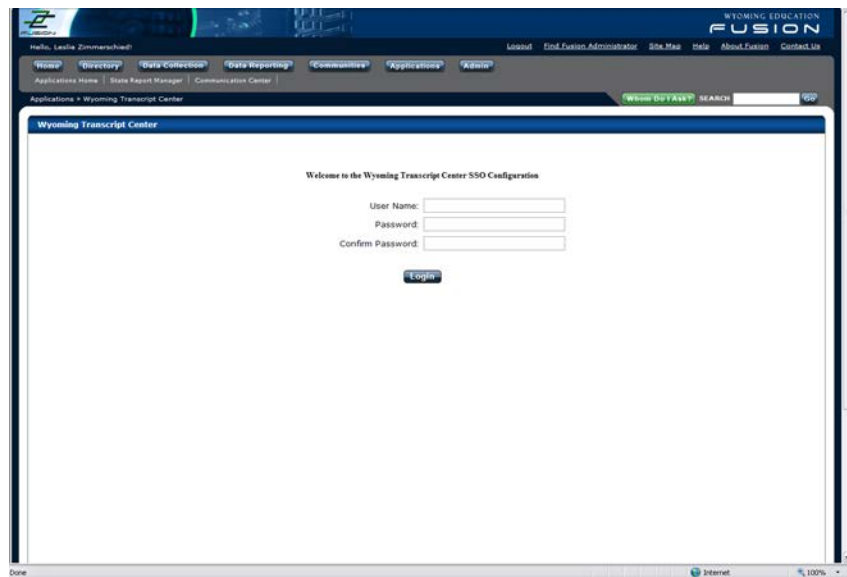 FUSION
WYOMING EDUCATION
FUSION
Hello, Leslie Zimmerschied!
Logout Find Fusion Administrator Site Map Help About Fusion Contact Us
Home Directory Data Collection Data Reporting Communities Applications Admin
Applications Home | State Report Manager | Communication Center |
Applications ▸ Wyoming Transcript Center
Whom Do I Ask? SEARCH Go
Wyoming Transcript Center
Welcome to the Wyoming Transcript Center SSO Configuration
User Name:
Password:
Confirm Password:
Login
Done Internet 100%